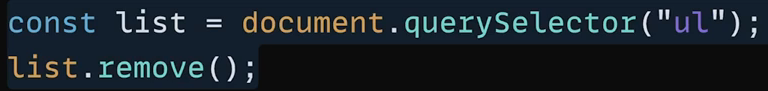 const list = document.querySelector("ul");
list.remove();